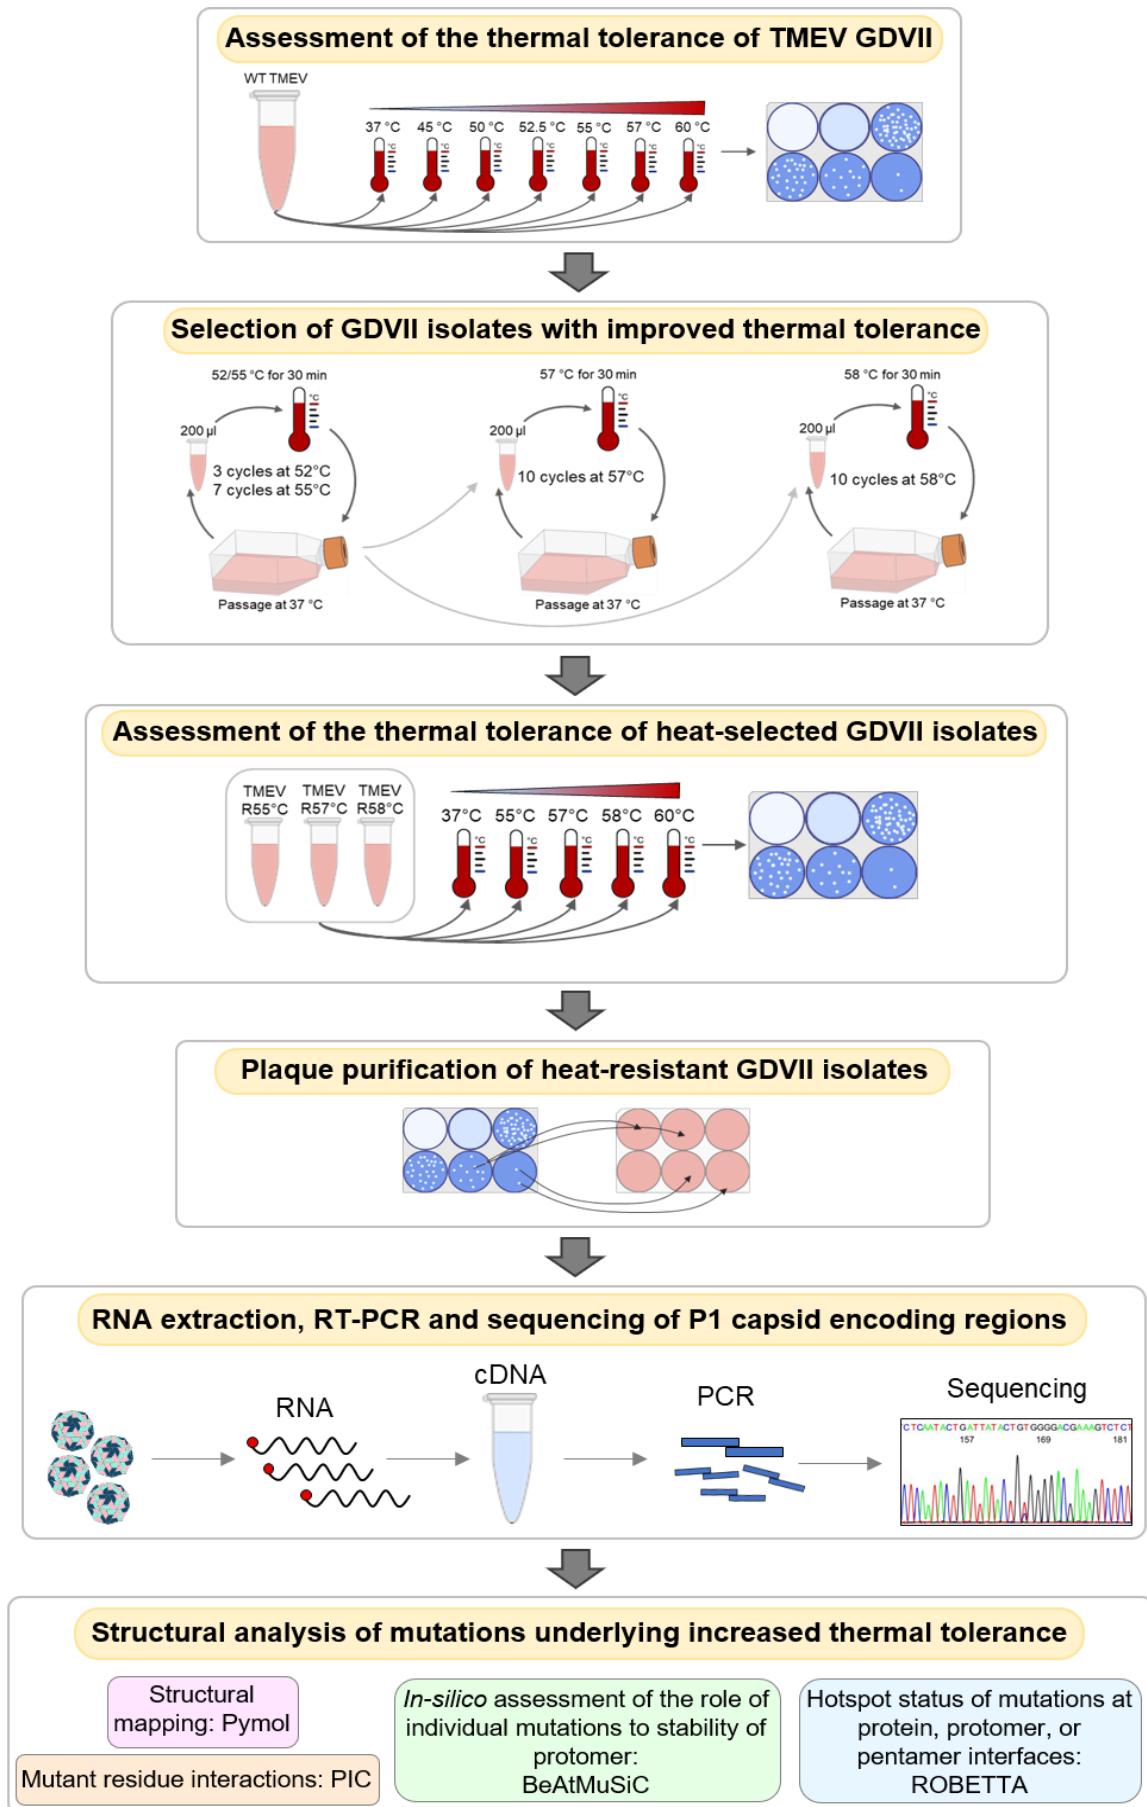 Assessment of the thermal tolerance of TMEV GDVII
WT TMEV
37 °C 45 °C 50 °C 52.5 °C 55 °C 57 °C 60 °C
°C °C °C °C °C °C °C
Selection of GDVII isolates with improved thermal tolerance
52/55 °C for 30 min
°C
200 µl
3 cycles at 52°C
7 cycles at 55°C
Passage at 37 °C
57 °C for 30 min
°C
200 µl
10 cycles at 57°C
Passage at 37 °C
58 °C for 30 min
°C
200 µl
10 cycles at 58°C
Passage at 37 °C
Assessment of the thermal tolerance of heat-selected GDVII isolates
TMEV TMEV TMEV
R55°C R57°C R58°C
37°C 55°C 57°C 58°C 60°C
°C °C °C °C °C
Plaque purification of heat-resistant GDVII isolates
RNA extraction, RT-PCR and sequencing of P1 capsid encoding regions
RNA
cDNA
PCR
Sequencing
CTCAATACTGATTATACTGTGGGGACGAAAGTCTCT
157 169 181
Structural analysis of mutations underlying increased thermal tolerance
Structural
mapping: Pymol
Mutant residue interactions: PIC
In-silico assessment of the role of
individual mutations to stability of
protomer:
BeAtMuSiC
Hotspot status of mutations at
protein, protomer, or
pentamer interfaces:
ROBETTA